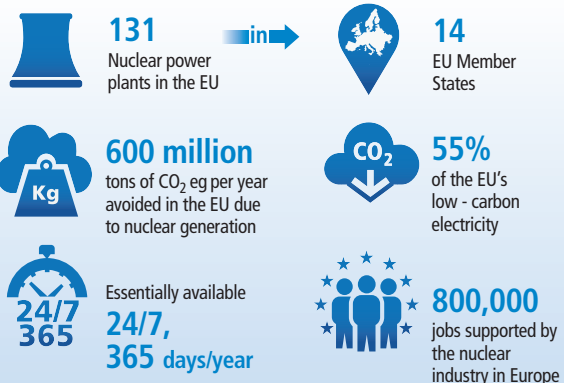 131
Nuclear power
plants in the EU
in
14
EU Member
States
Kg
600 million
tons of CO₂ eg per year
avoided in the EU due
to nuclear generation
CO₂
55%
of the EU's
low - carbon
electricity
24/7
365
Essentially available
24/7,
365 days/year
800,000
jobs supported by
the nuclear
industry in Europe